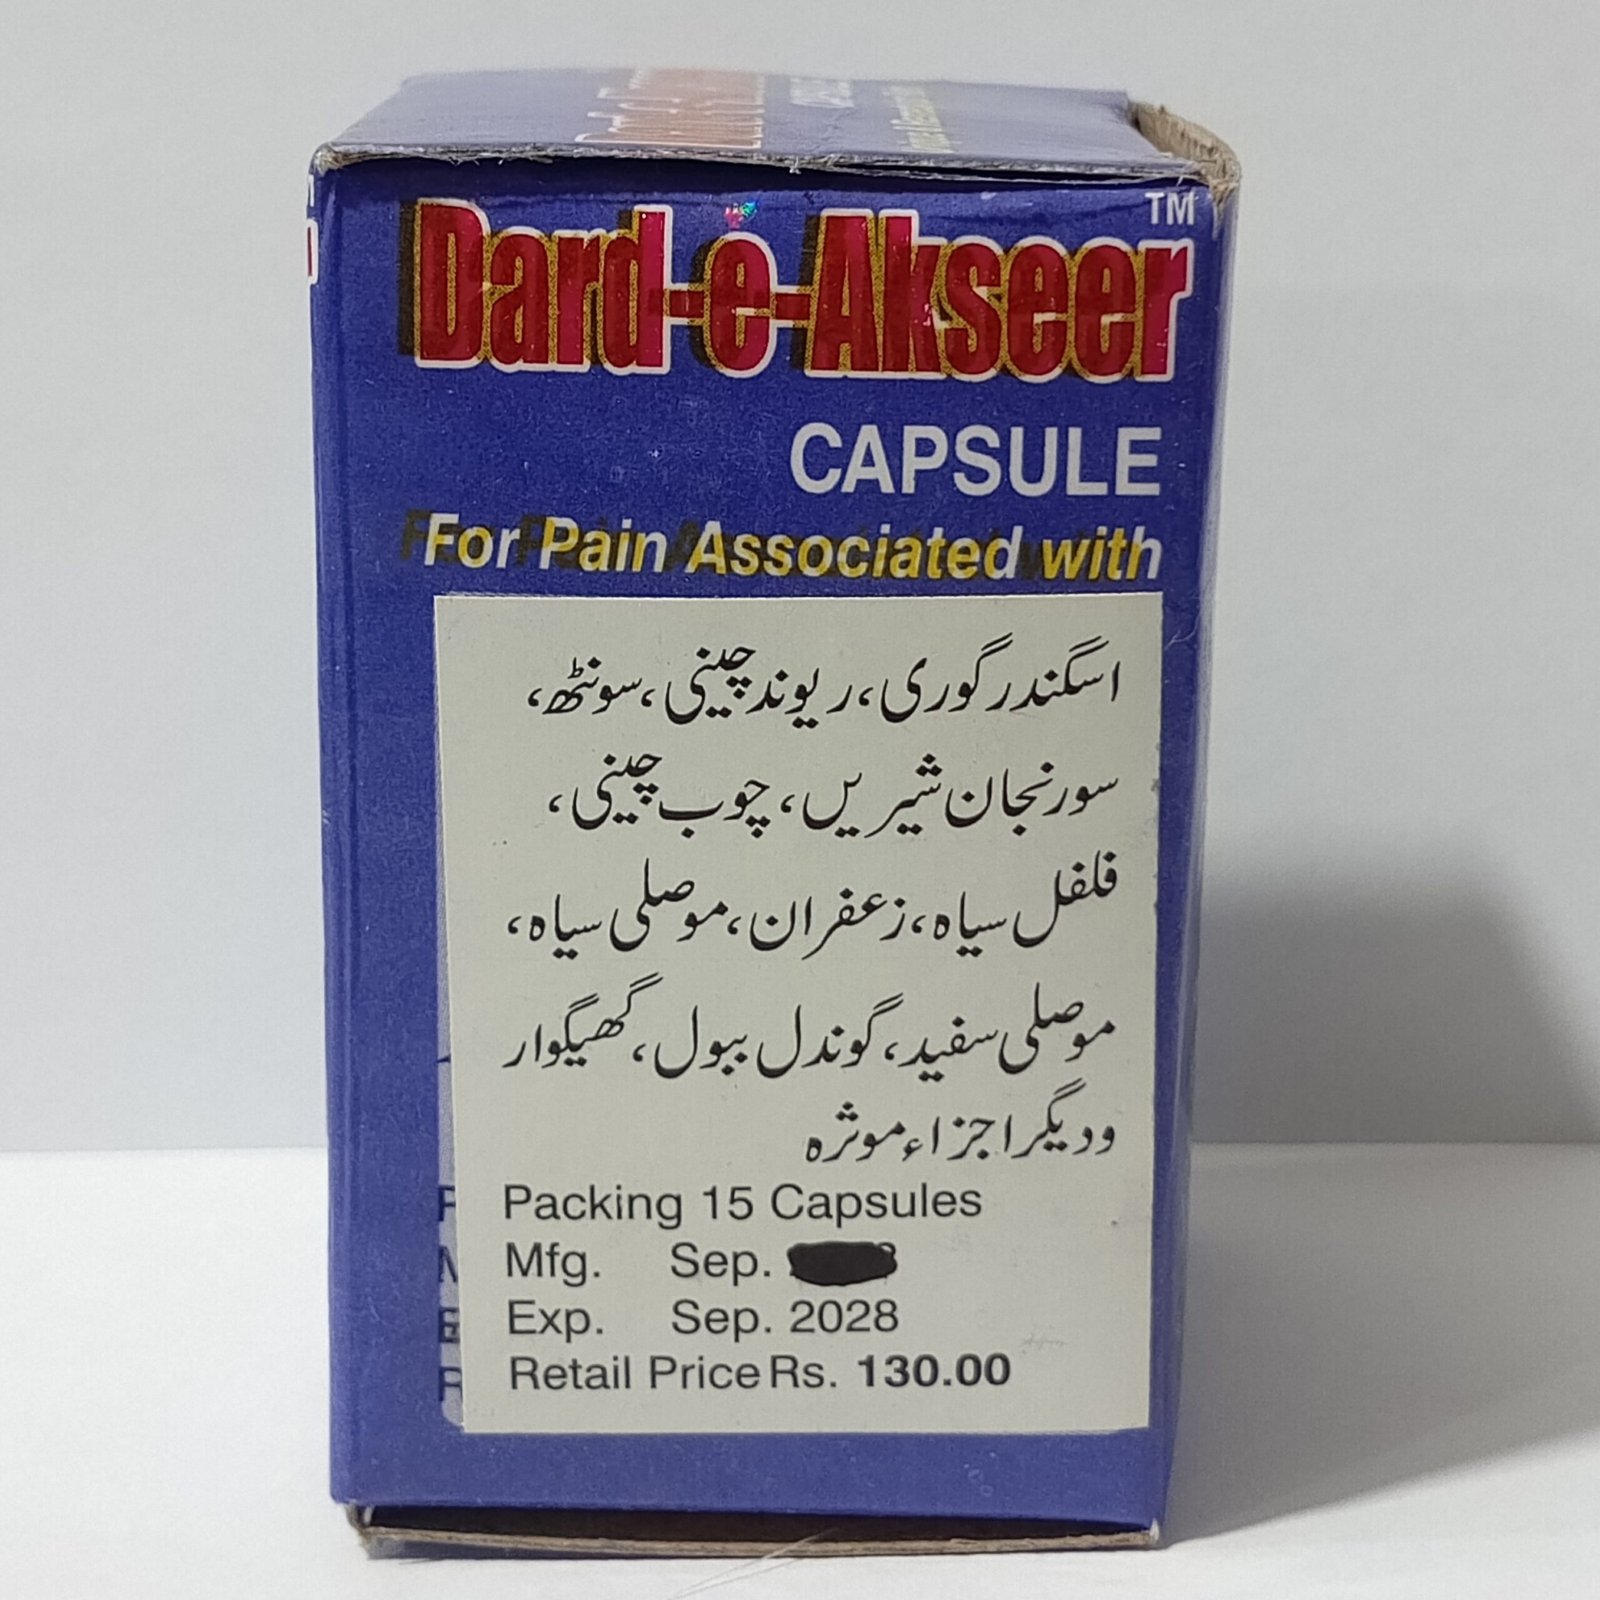 Dard-e-Akseer TM
CAPSULE
For Pain Associated with
اسگندر گوری، ریوند چینی، سونٹھ،
سورنجان شیریں، چوب چینی،
فلفل سیاہ، زعفران، موصلی سیاہ،
موصلی سفید، گوندل ببول، گھیگوار
ودیگر اجزاء موثرہ
Packing 15 Capsules
Mfg. Sep.
Exp. Sep. 2028
Retail Price Rs. 130.00